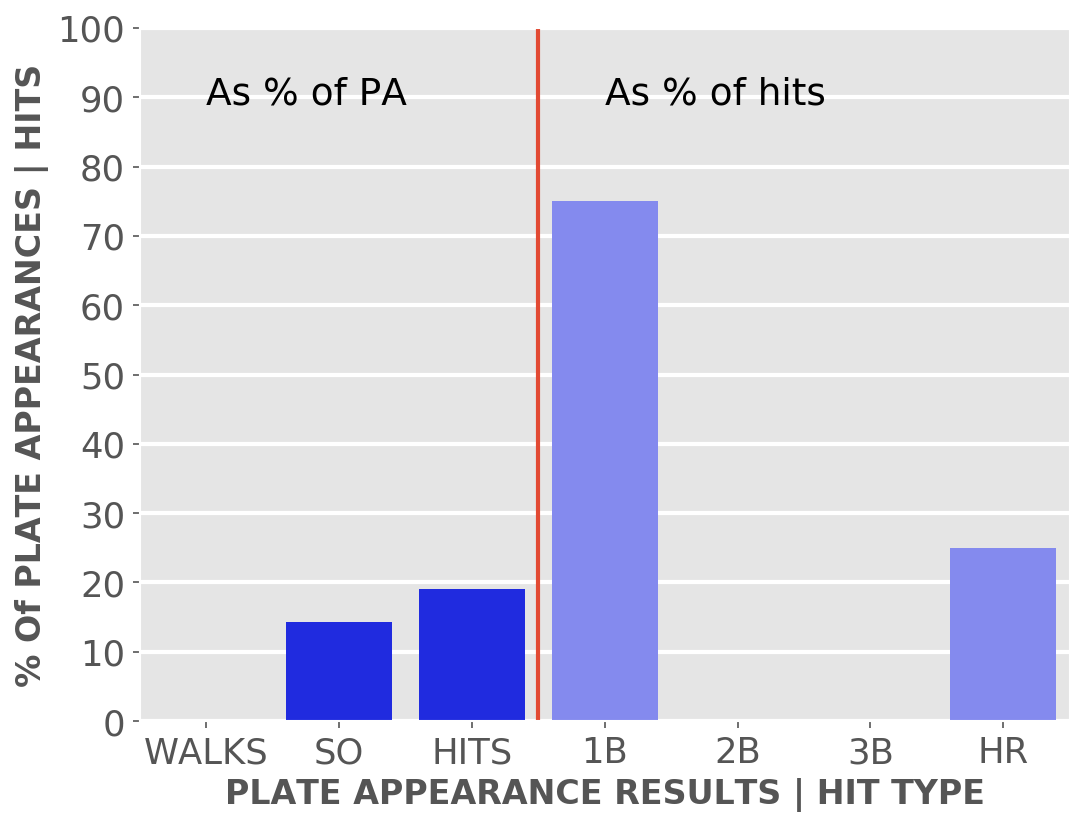 As % of PA
As % of hits
% Of PLATE APPEARANCES | HITS
100
90
80
70
60
50
40
30
20
10
0
WALKS SO HITS 1B 2B 3B HR
PLATE APPEARANCE RESULTS | HIT TYPE